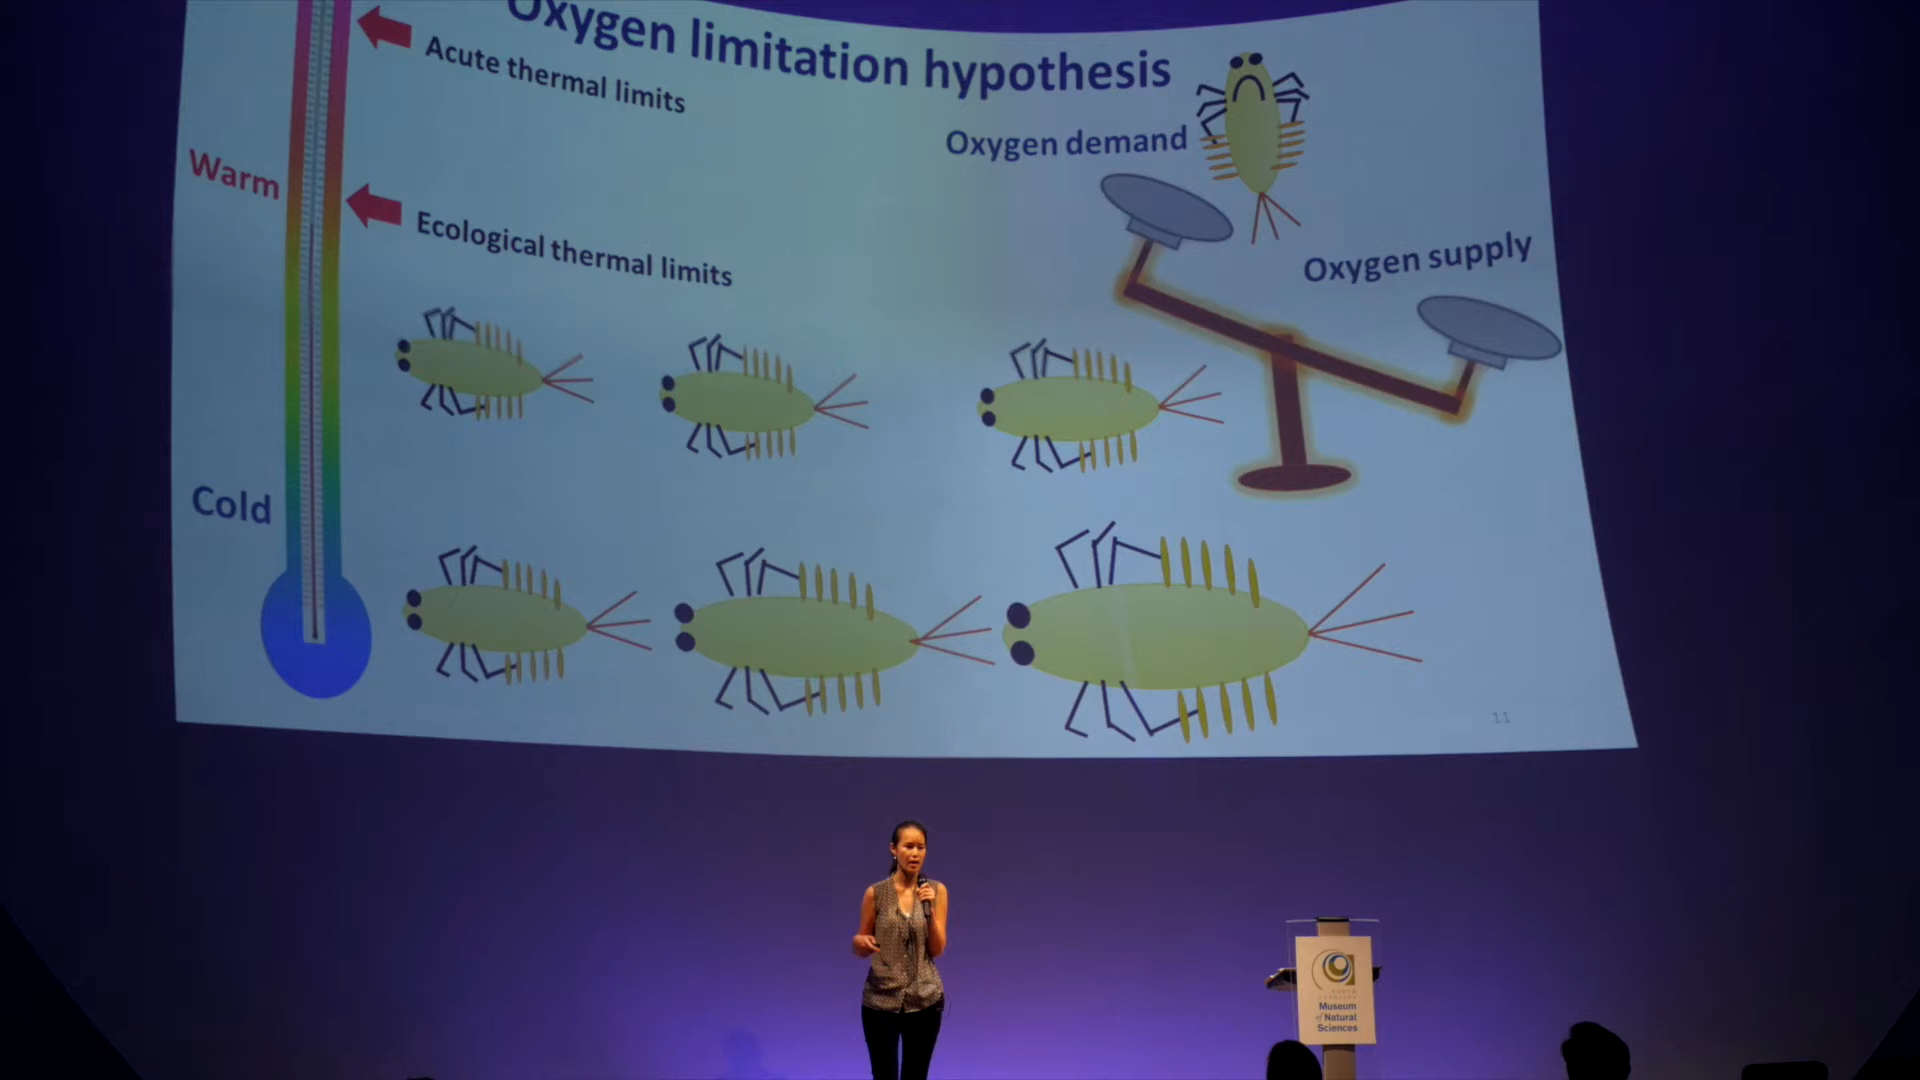 Oxygen limitation hypothesis
Acute thermal limits
Oxygen demand
Warm
Ecological thermal limits
Oxygen supply
Cold
11
Museum
of Natural
Sciences